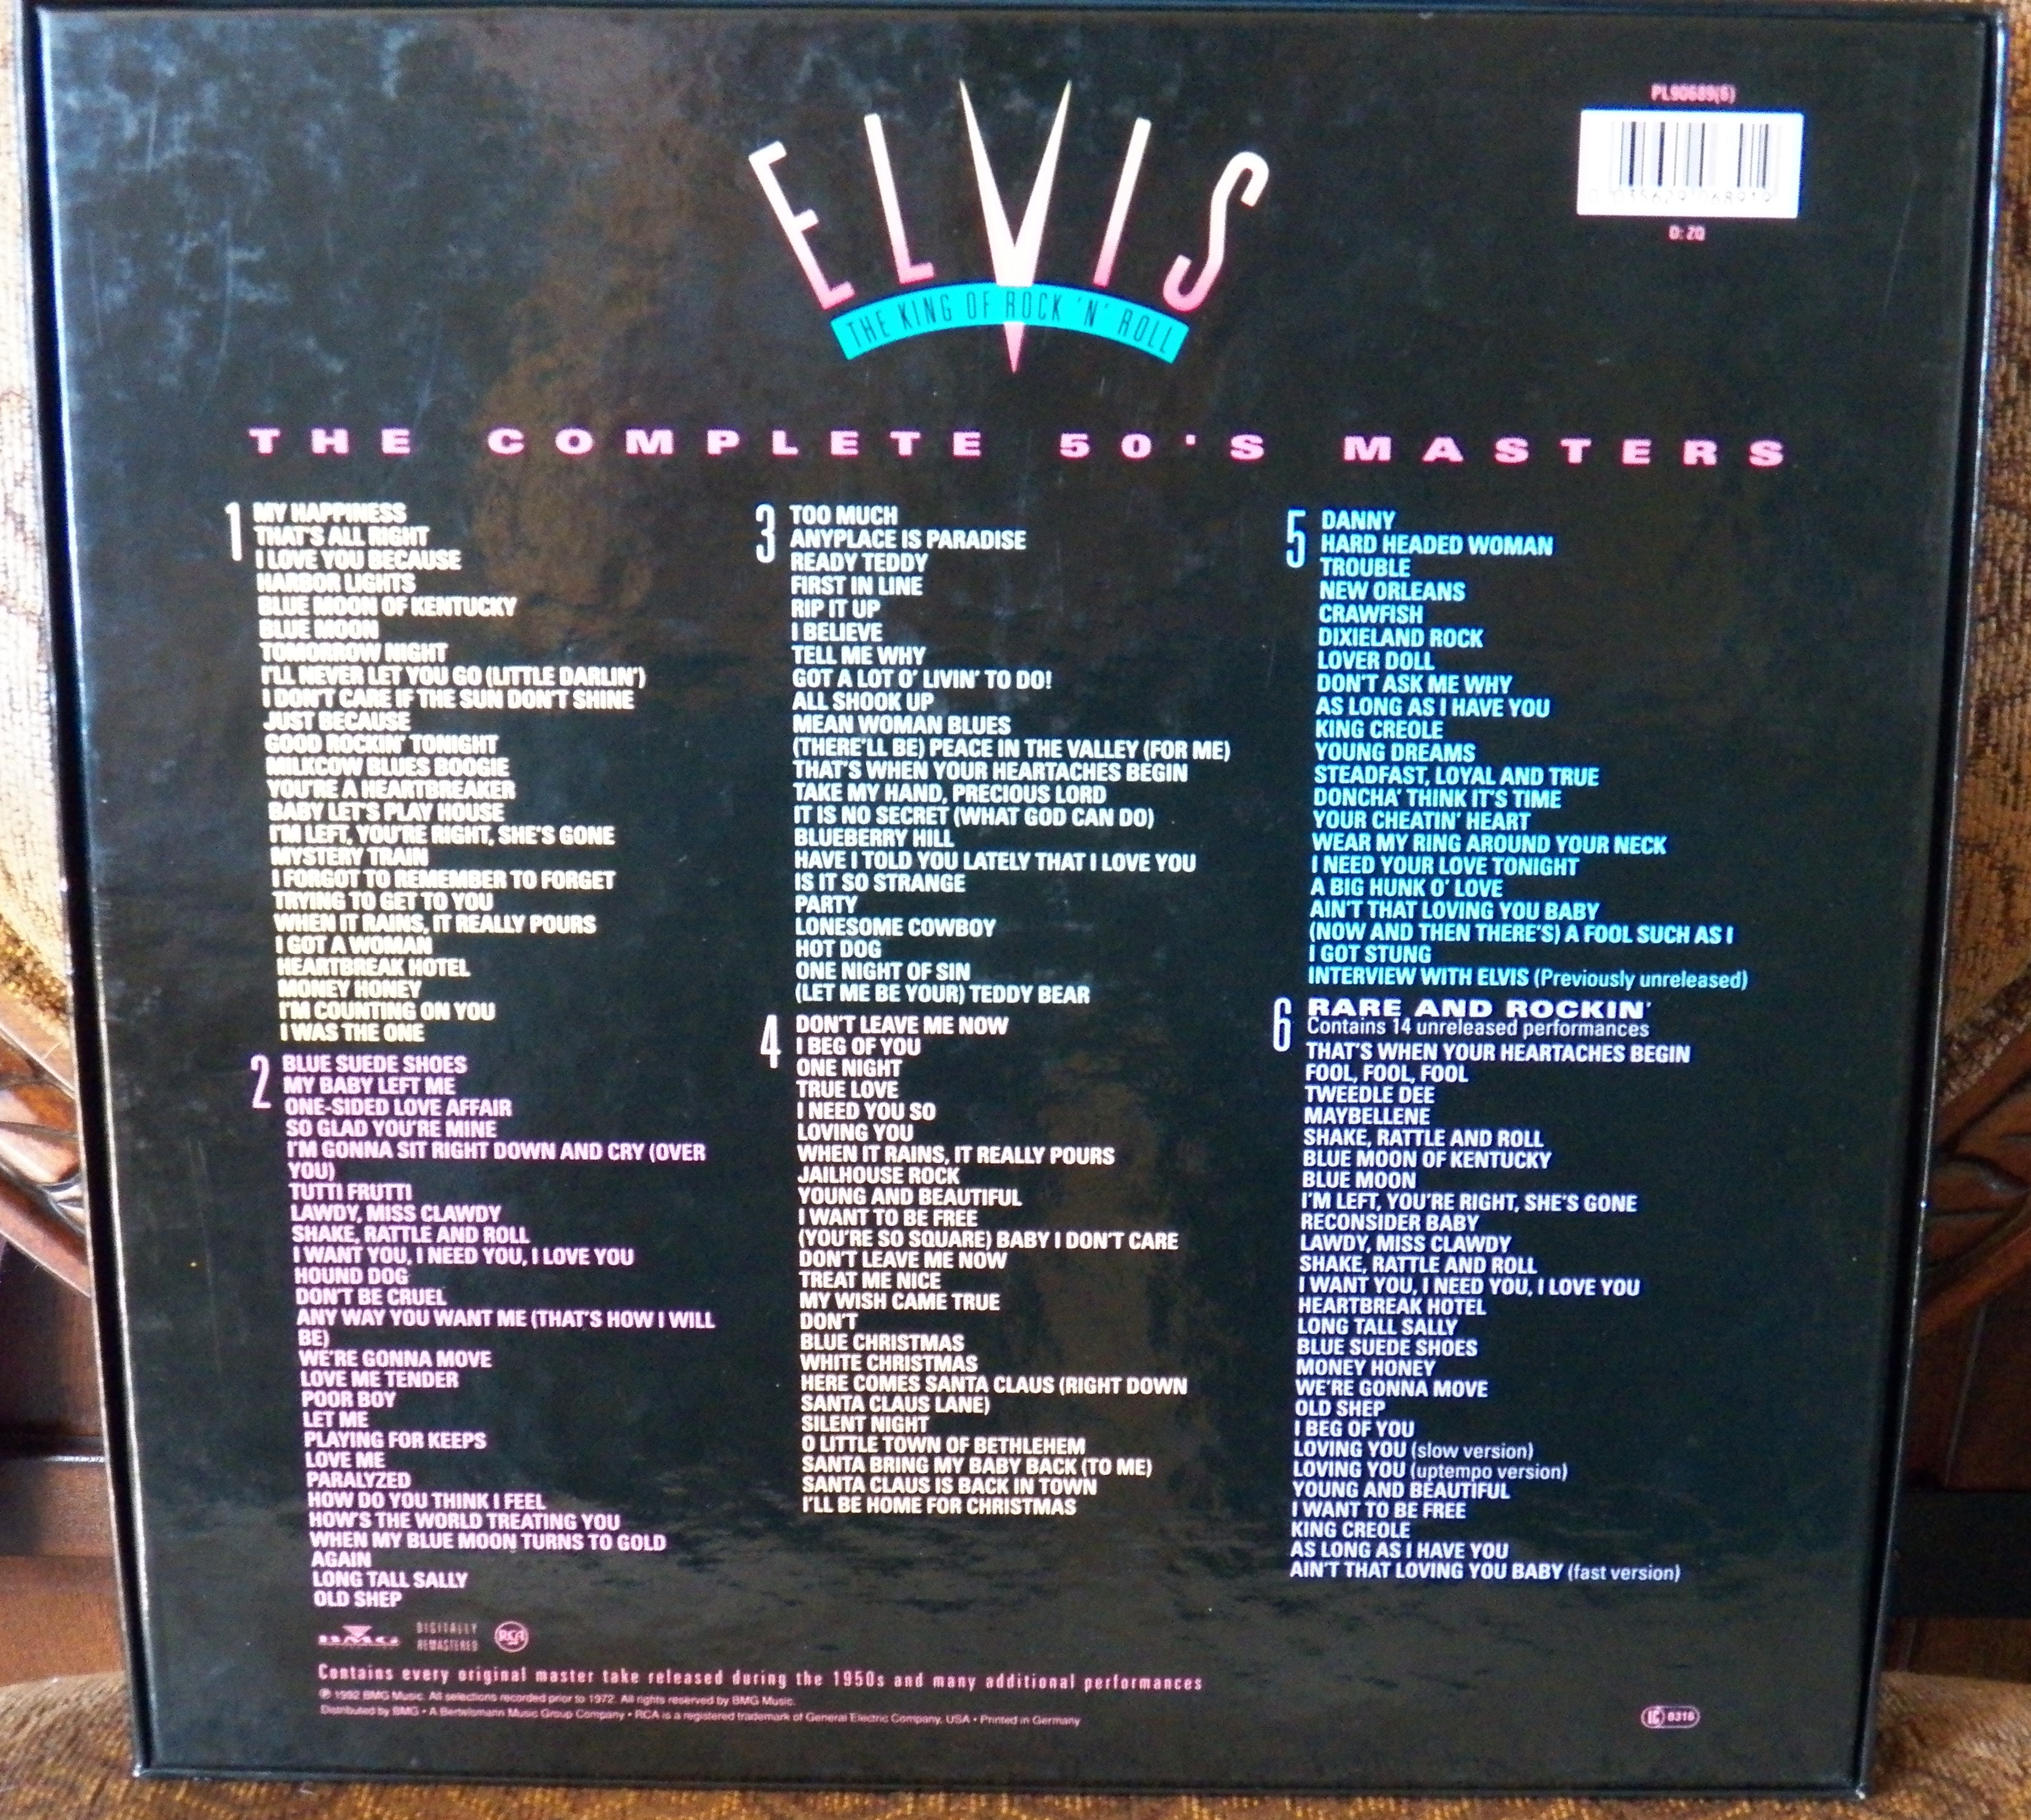 PL90689(6)
D: ZQ
ELVIS
THE KING OF ROCK 'N' ROLL
THE COMPLETE 50'S MASTERS
1
MY HAPPINESS
THAT'S ALL RIGHT
I LOVE YOU BECAUSE
HARBOR LIGHTS
BLUE MOON OF KENTUCKY
BLUE MOON
TOMORROW NIGHT
I'LL NEVER LET YOU GO (LITTLE DARLIN')
I DON'T CARE IF THE SUN DON'T SHINE
JUST BECAUSE
GOOD ROCKIN' TONIGHT
MILKCOW BLUES BOOGIE
YOU'RE A HEARTBREAKER
BABY LET'S PLAY HOUSE
I'M LEFT, YOU'RE RIGHT, SHE'S GONE
MYSTERY TRAIN
I FORGOT TO REMEMBER TO FORGET
TRYING TO GET TO YOU
WHEN IT RAINS, IT REALLY POURS
I GOT A WOMAN
HEARTBREAK HOTEL
MONEY HONEY
I'M COUNTING ON YOU
I WAS THE ONE
2
BLUE SUEDE SHOES
MY BABY LEFT ME
ONE-SIDED LOVE AFFAIR
SO GLAD YOU'RE MINE
I'M GONNA SIT RIGHT DOWN AND CRY (OVER
YOU)
TUTTI FRUTTI
LAWDY, MISS CLAWDY
SHAKE, RATTLE AND ROLL
I WANT YOU, I NEED YOU, I LOVE YOU
HOUND DOG
DON'T BE CRUEL
ANY WAY YOU WANT ME (THAT'S HOW I WILL
BE)
WE'RE GONNA MOVE
LOVE ME TENDER
POOR BOY
LET ME
PLAYING FOR KEEPS
LOVE ME
PARALYZED
HOW DO YOU THINK I FEEL
HOW'S THE WORLD TREATING YOU
WHEN MY BLUE MOON TURNS TO GOLD
AGAIN
LONG TALL SALLY
OLD SHEP
3
TOO MUCH
ANYPLACE IS PARADISE
READY TEDDY
FIRST IN LINE
RIP IT UP
I BELIEVE
TELL ME WHY
GOT A LOT O' LIVIN' TO DO!
ALL SHOOK UP
MEAN WOMAN BLUES
(THERE'LL BE) PEACE IN THE VALLEY (FOR ME)
THAT'S WHEN YOUR HEARTACHES BEGIN
TAKE MY HAND, PRECIOUS LORD
IT IS NO SECRET (WHAT GOD CAN DO)
BLUEBERRY HILL
HAVE I TOLD YOU LATELY THAT I LOVE YOU
IS IT SO STRANGE
PARTY
LONESOME COWBOY
HOT DOG
ONE NIGHT OF SIN
(LET ME BE YOUR) TEDDY BEAR
4
DON'T LEAVE ME NOW
I BEG OF YOU
ONE NIGHT
TRUE LOVE
I NEED YOU SO
LOVING YOU
WHEN IT RAINS, IT REALLY POURS
JAILHOUSE ROCK
YOUNG AND BEAUTIFUL
I WANT TO BE FREE
(YOU'RE SO SQUARE) BABY I DON'T CARE
DON'T LEAVE ME NOW
TREAT ME NICE
MY WISH CAME TRUE
DON'T
BLUE CHRISTMAS
WHITE CHRISTMAS
HERE COMES SANTA CLAUS (RIGHT DOWN
SANTA CLAUS LANE)
SILENT NIGHT
O LITTLE TOWN OF BETHLEHEM
SANTA BRING MY BABY BACK (TO ME)
SANTA CLAUS IS BACK IN TOWN
I'LL BE HOME FOR CHRISTMAS
5
DANNY
HARD HEADED WOMAN
TROUBLE
NEW ORLEANS
CRAWFISH
DIXIELAND ROCK
LOVER DOLL
DON'T ASK ME WHY
AS LONG AS I HAVE YOU
KING CREOLE
YOUNG DREAMS
STEADFAST, LOYAL AND TRUE
DONCHA' THINK IT'S TIME
YOUR CHEATIN' HEART
WEAR MY RING AROUND YOUR NECK
I NEED YOUR LOVE TONIGHT
A BIG HUNK O' LOVE
AIN'T THAT LOVING YOU BABY
(NOW AND THEN THERE'S) A FOOL SUCH AS I
I GOT STUNG
INTERVIEW WITH ELVIS (Previously unreleased)
6
RARE AND ROCKIN'
Contains 14 unreleased performances
THAT'S WHEN YOUR HEARTACHES BEGIN
FOOL, FOOL, FOOL
TWEEDLE DEE
MAYBELLENE
SHAKE, RATTLE AND ROLL
BLUE MOON OF KENTUCKY
BLUE MOON
I'M LEFT, YOU'RE RIGHT, SHE'S GONE
RECONSIDER BABY
LAWDY, MISS CLAWDY
SHAKE, RATTLE AND ROLL
I WANT YOU, I NEED YOU, I LOVE YOU
HEARTBREAK HOTEL
LONG TALL SALLY
BLUE SUEDE SHOES
MONEY HONEY
WE'RE GONNA MOVE
OLD SHEP
I BEG OF YOU
LOVING YOU (slow version)
LOVING YOU (uptempo version)
YOUNG AND BEAUTIFUL
I WANT TO BE FREE
KING CREOLE
AS LONG AS I HAVE YOU
AIN'T THAT LOVING YOU BABY (fast version)
BMG
DIGITALLY
REMASTERED
RCA
Contains every original master take released during the 1950s and many additional performances
℗ 1992 BMG Music. All selections recorded prior to 1972. All rights reserved by BMG Music.
Distributed by BMG • A Bertelsmann Music Group Company • RCA is a registered trademark of General Electric Company, USA • Printed in Germany
8316